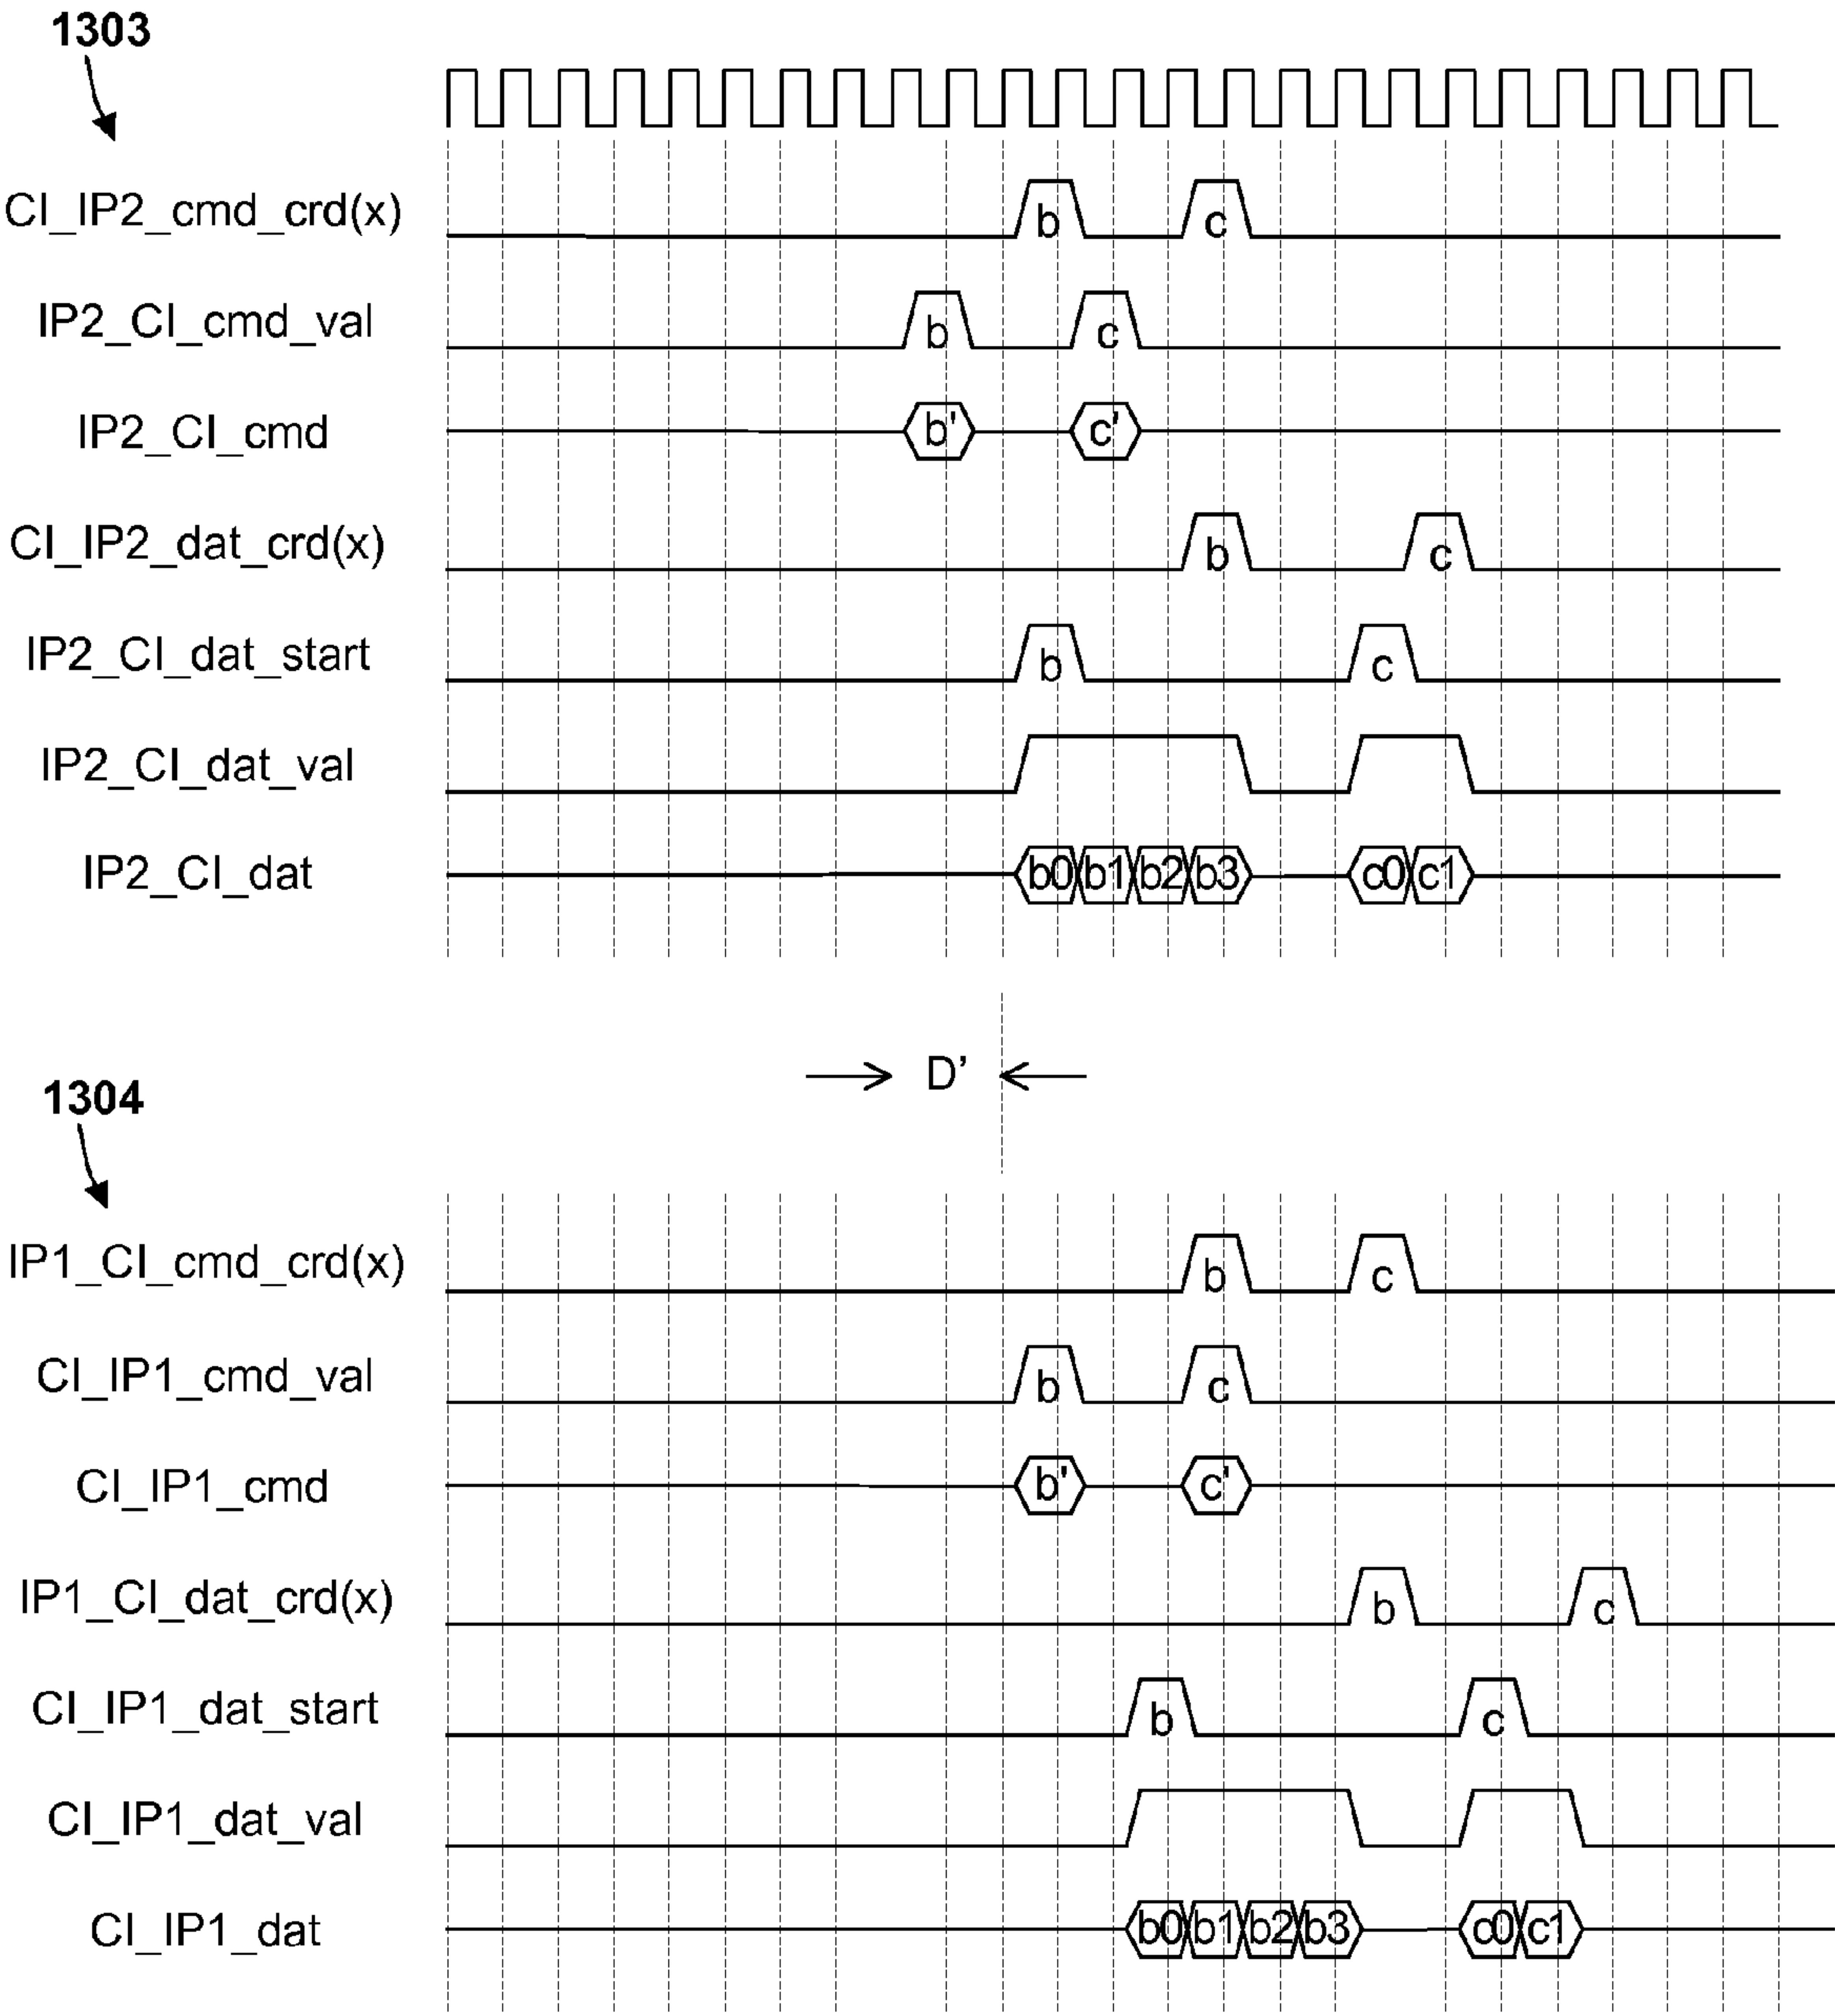 1303
CI_IP2_cmd_crd(x) b c
IP2_CI_cmd_val b c
IP2_CI_cmd b' c'
CI_IP2_dat_crd(x) b c
IP2_CI_dat_start b c
IP2_CI_dat_val
IP2_CI_dat b0 b1 b2 b3 c0 c1
D’
1304
IP1_CI_cmd_crd(x) b c
CI_IP1_cmd_val b c
CI_IP1_cmd b' c'
IP1_CI_dat_crd(x) b c
CI_IP1_dat_start b c
CI_IP1_dat_val
CI_IP1_dat b0 b1 b2 b3 c0 c1